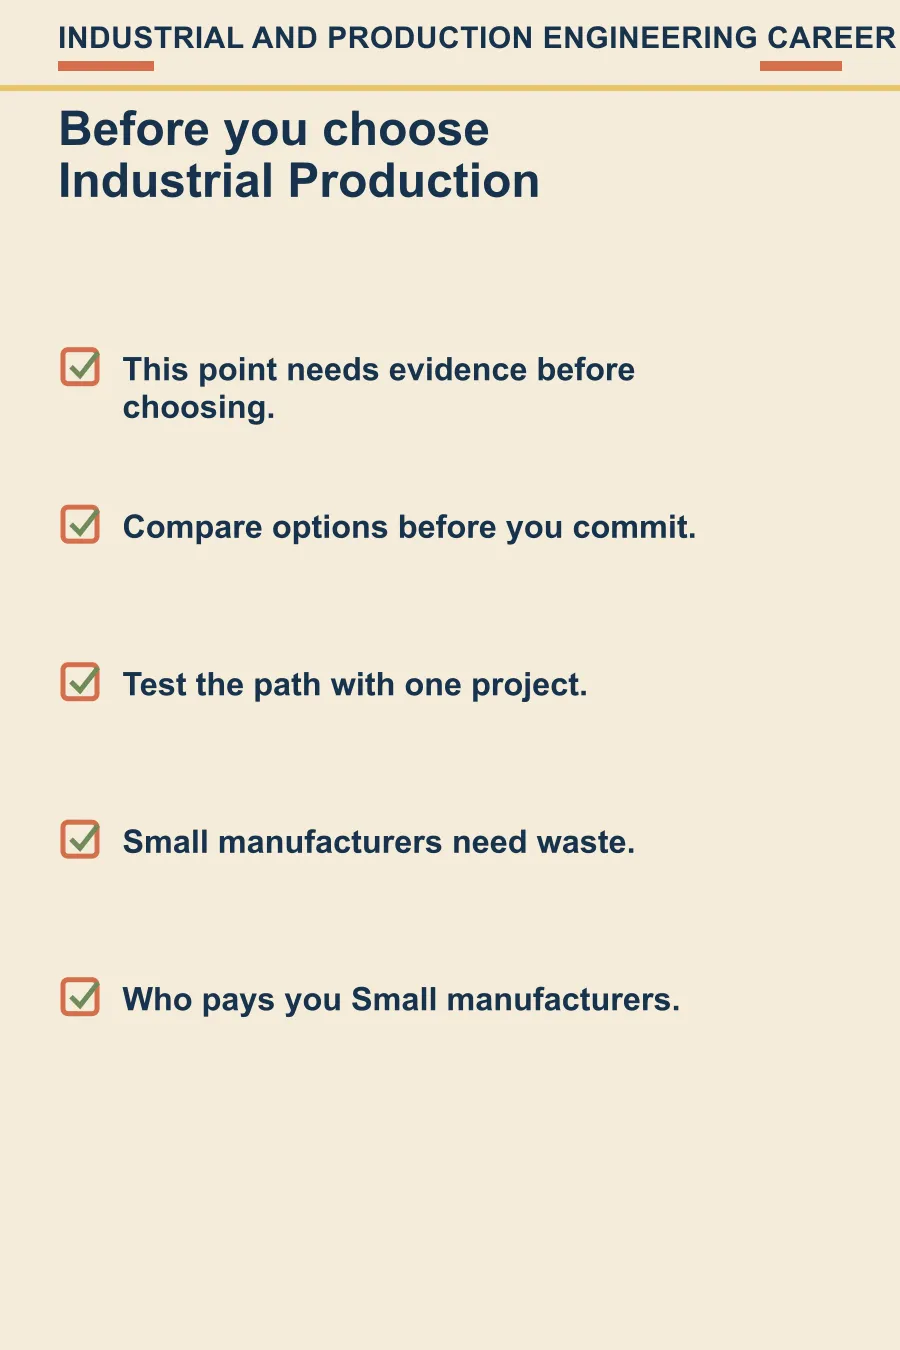 INDUSTRIAL AND PRODUCTION ENGINEERING CAREER
Before you choose
Industrial Production
This point needs evidence before
choosing.
Compare options before you commit.
Test the path with one project.
Small manufacturers need waste.
Who pays you Small manufacturers.